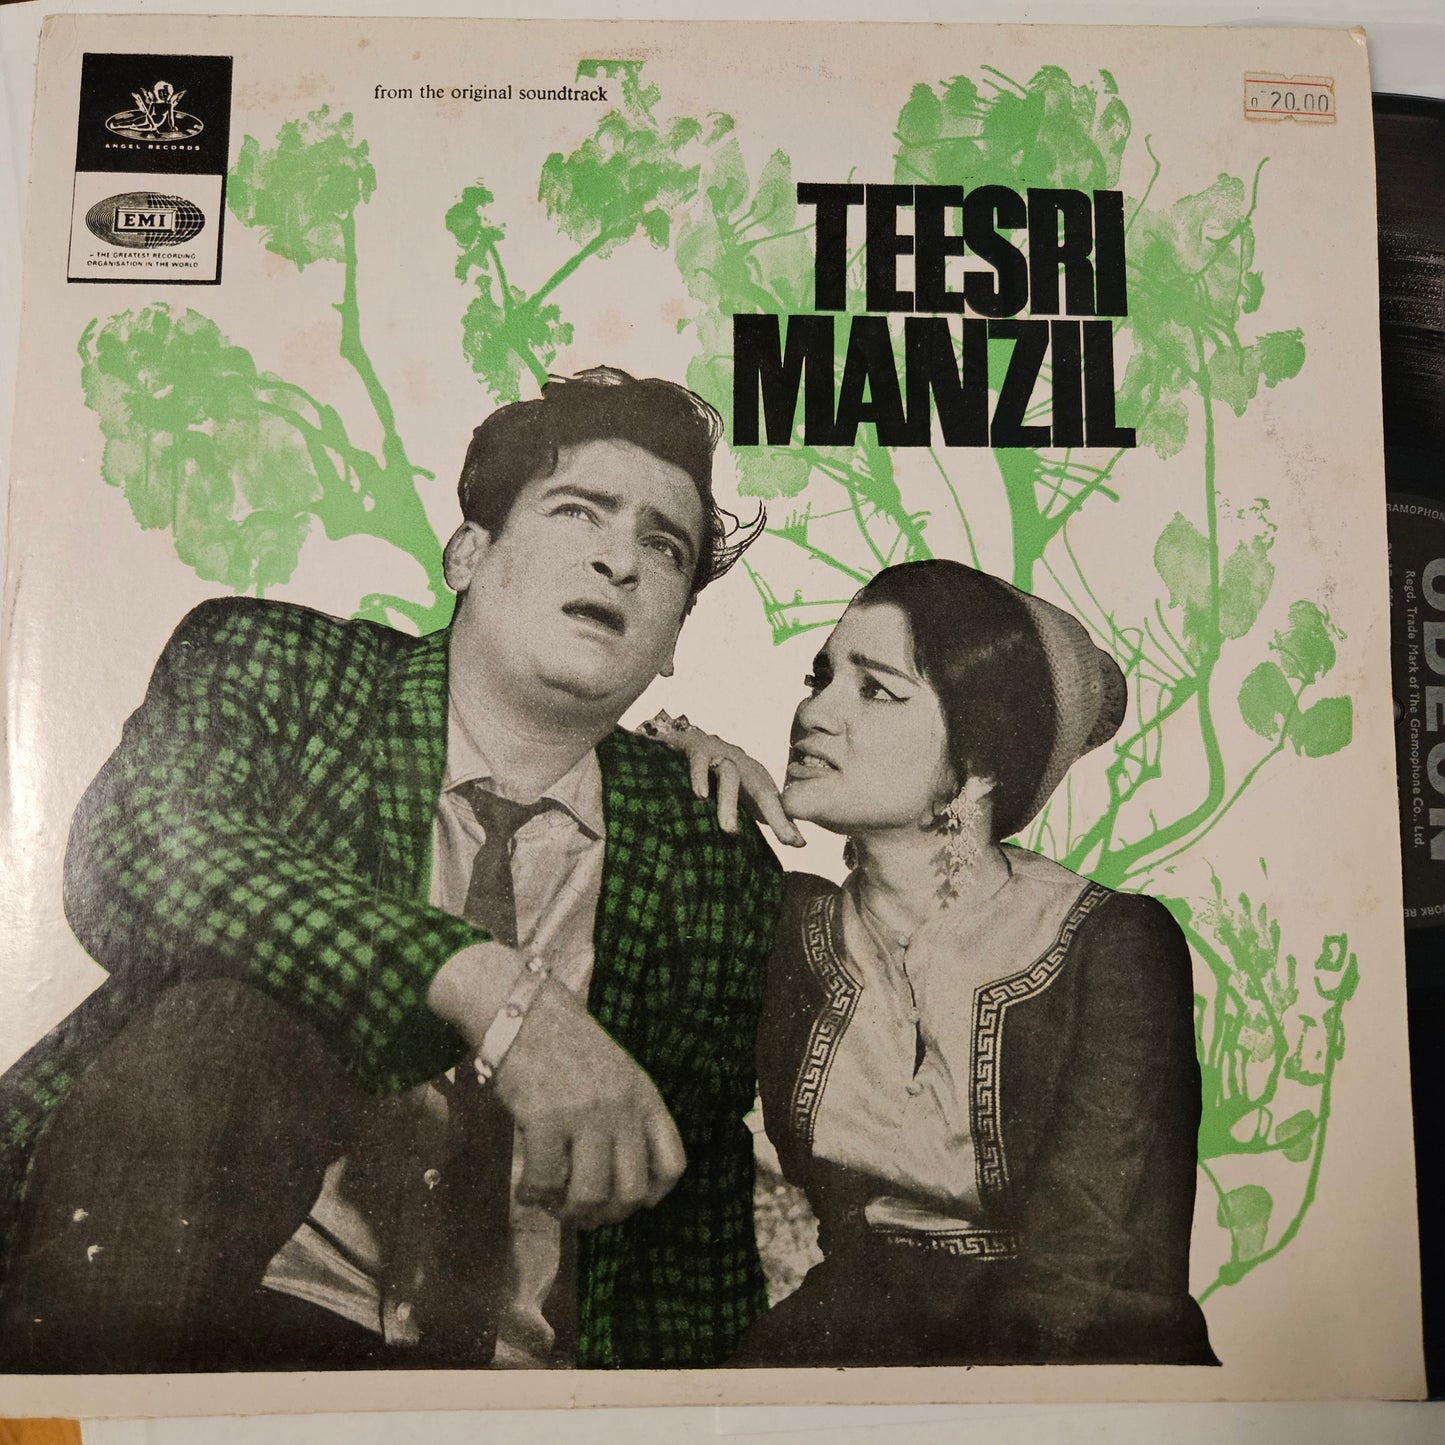 ANGEL RECORDS
EMI
THE GREATEST RECORDING
ORGANISATION IN THE WORLD
from the original soundtrack
20.00
TEESRI
MANZIL
Regd. Trade Mark of The Gramophone Co., Ltd.